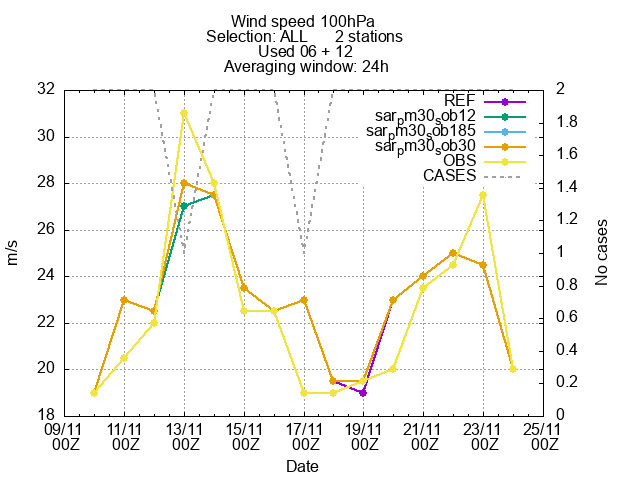 Wind speed 100hPa
Selection: ALL 2 stations
Used 06 + 12
Averaging window: 24h
REF
sar_pm30_sob12
sar_pm30_sob185
sar_pm30_sob30
OBS
CASES
32
30
28
26
24
22
20
18
2
1.8
1.6
1.4
1.2
1
0.8
0.6
0.4
0.2
0
m/s
No cases
09/11 11/11 13/11 15/11 17/11 19/11 21/11 23/11 25/11
00Z 00Z 00Z 00Z 00Z 00Z 00Z 00Z 00Z
Date